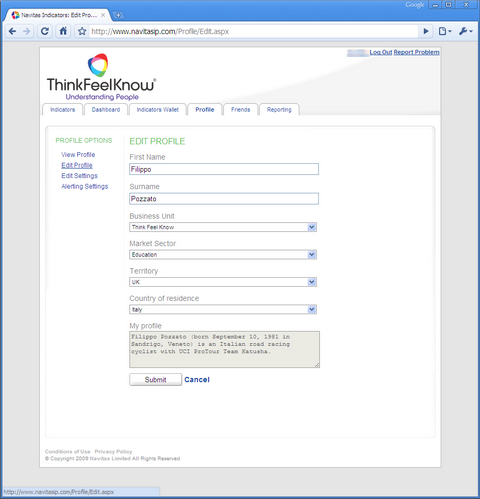 Navitas Indicators: Edit Pro...
Google
http://www.navitasip.com/Profile/Edit.aspx
Log Out Report Problem
ThinkFeelKnow
Understanding People
Indicators Dashboard Indicators Wallet Profile Friends Reporting
PROFILE OPTIONS
View Profile
Edit Profile
Edit Settings
Alerting Settings
EDIT PROFILE
First Name
Filippo
Surname
Pozzato
Business Unit
Think Feel Know
Market Sector
Education
Territory
UK
Country of residence
Italy
My profile
Filippo Pozzato (born September 10, 1981 in
Sandrigo, Veneto) is an Italian road racing
cyclist with UCI ProTour Team Katusha.
Submit Cancel
Conditions of Use Privacy Policy
© Copyright 2009 Navitas Limited All Rights Reserved
http://www.navitasip.com/Profile/Edit.aspx